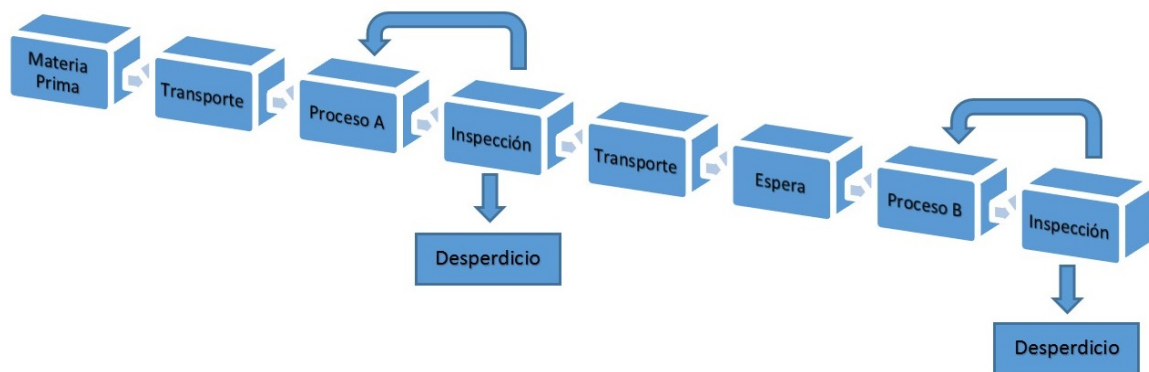 Materia
Prima
Transporte
Proceso A
Inspección
Transporte
Espera
Proceso B
Inspección
Desperdicio
Desperdicio